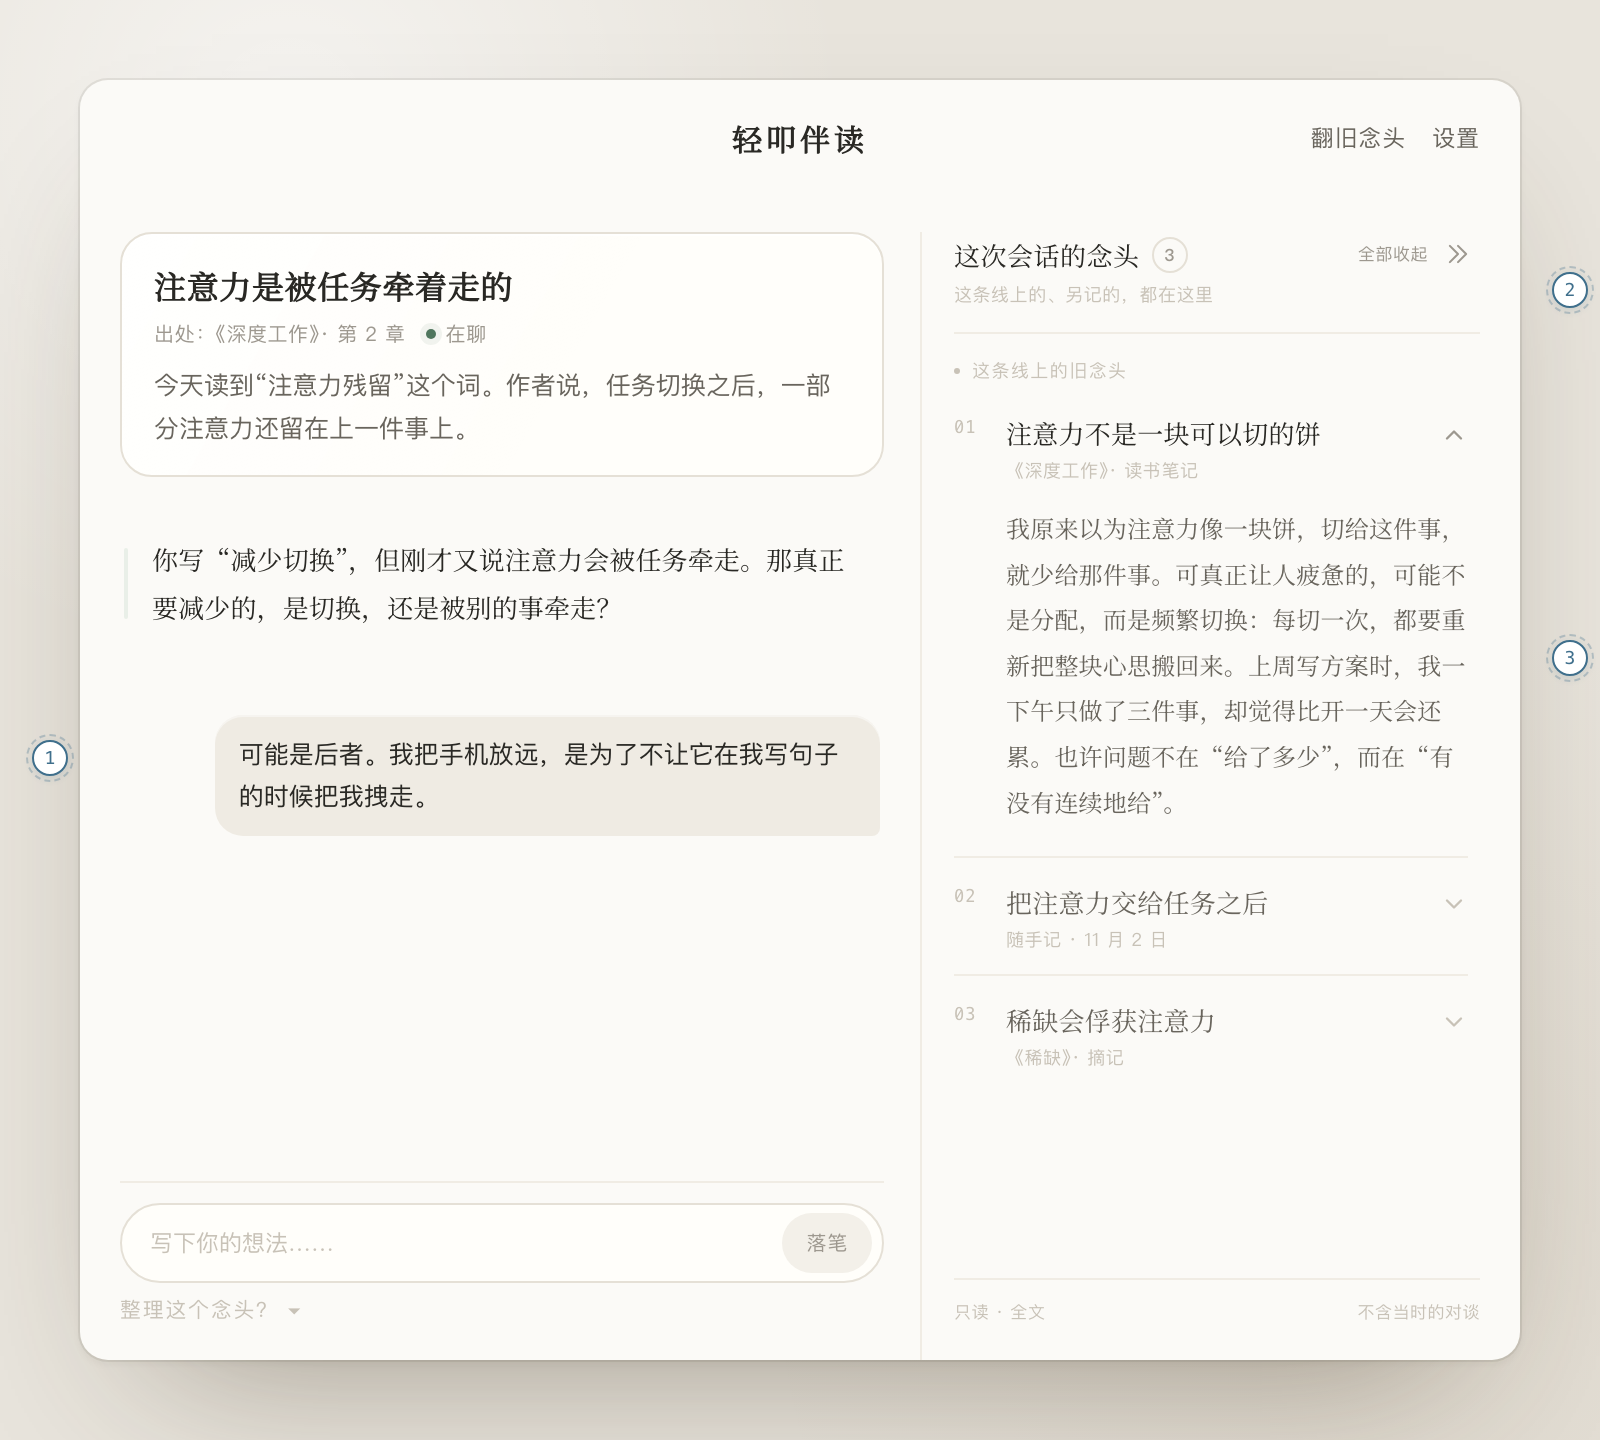 轻叩伴读
翻旧念头
设置
注意力是被任务牵着走的
出处：《深度工作》· 第 2 章
在聊
今天读到“注意力残留”这个词。作者说，任务切换之后，一部
分注意力还留在上一件事上。
你写“减少切换”，但刚才又说注意力会被任务牵走。那真正
要减少的，是切换，还是被别的事牵走？
可能是后者。我把手机放远，是为了不让它在我写句子
的时候把我拽走。
写下你的想法……
落笔
整理这个念头？
这次会话的念头
3
全部收起
这条线上的、另记的，都在这里
这条线上的旧念头
01
注意力不是一块可以切的饼
《深度工作》· 读书笔记
我原来以为注意力像一块饼，切给这件事，
就少给那件事。可真正让人疲惫的，可能不
是分配，而是频繁切换：每切一次，都要重
新把整块心思搬回来。上周写方案时，我一
下午只做了三件事，却觉得比开一天会还
累。也许问题不在“给了多少”，而在“有
没有连续地给”。
02
把注意力交给任务之后
随手记 · 11 月 2 日
03
稀缺会俘获注意力
《稀缺》· 摘记
只读 · 全文
不含当时的对谈
1
2
3